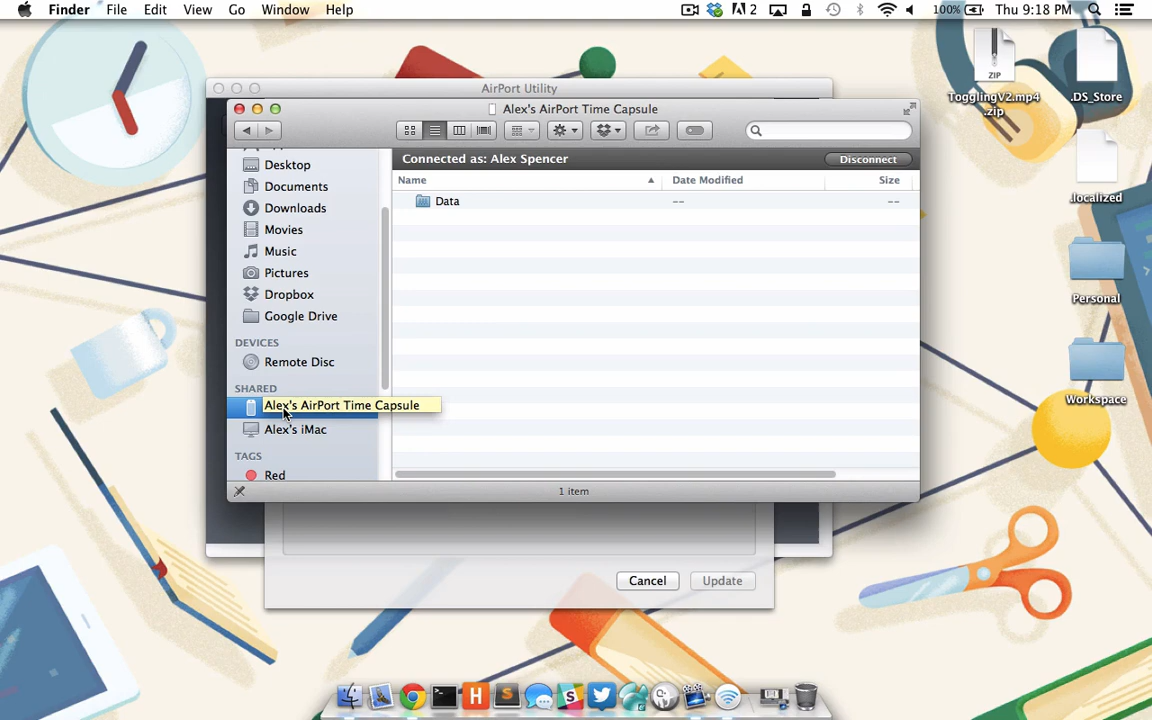 Finder File Edit View Go Window Help 2 100% Thu 9:18 PM
AirPort Utility
Alex's AirPort Time Capsule
Connected as: Alex Spencer Disconnect
Name Date Modified Size
Data -- --
Desktop
Documents
Downloads
Movies
Music
Pictures
Dropbox
Google Drive
DEVICES
Remote Disc
SHARED
Alex's AirPort Time Capsule
Alex's iMac
TAGS
Red
1 item
Cancel Update
ZIP
TogglingV2.mp4
.zip
.DS_Store
.localized
Personal
Workspace